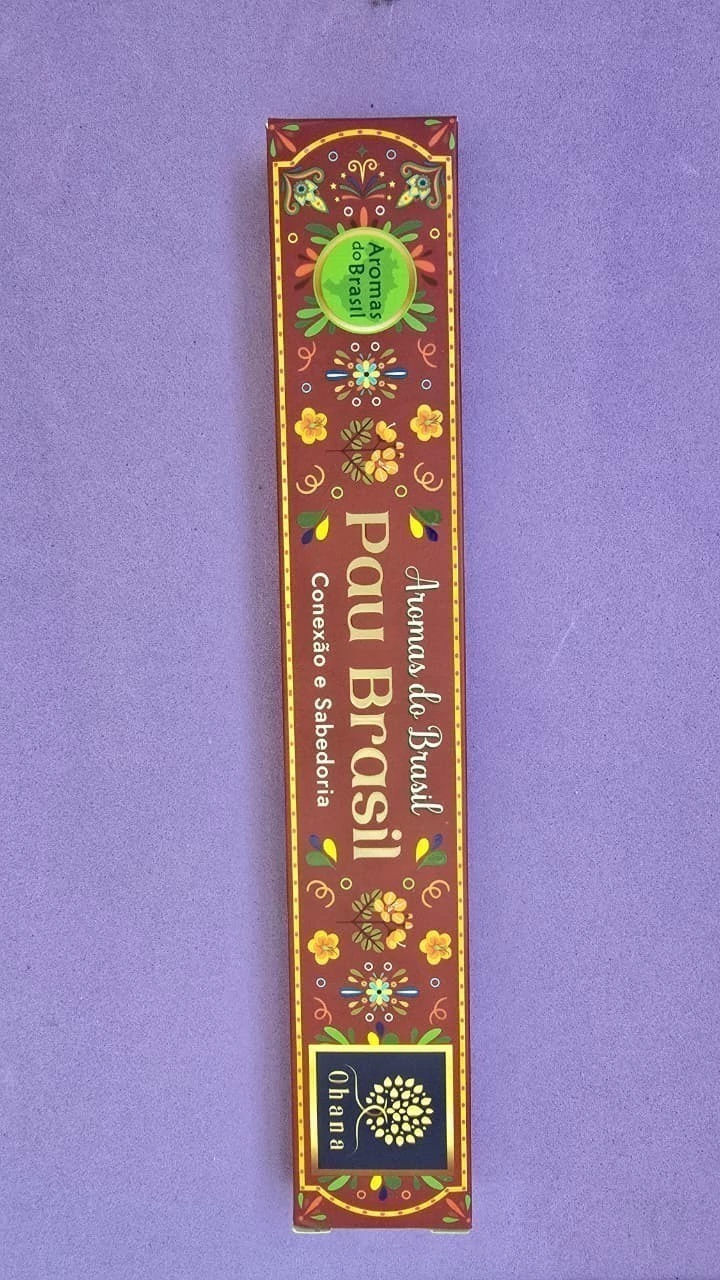 Aromas
do Brasil
Aromas do Brasil
Pau Brasil
Conexão e Sabedoria
Ohana